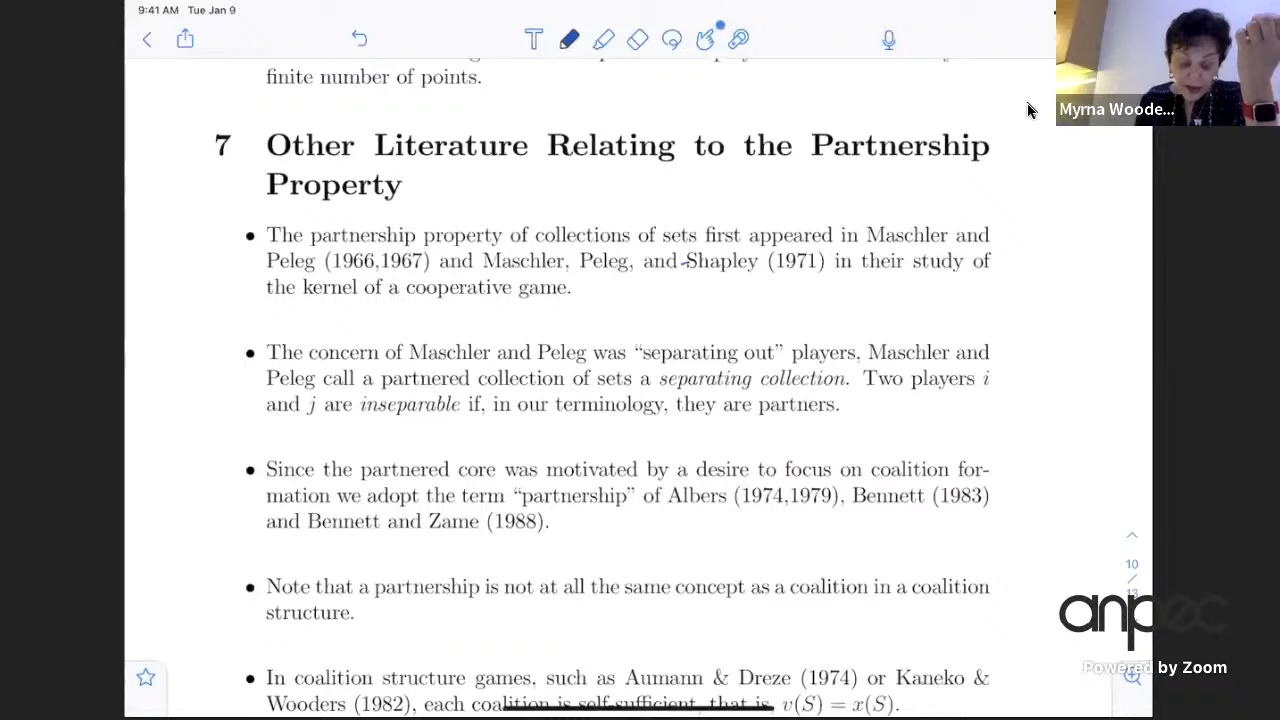 9:41 AM Tue Jan 9
finite number of points.
Myrna Woode...
7 Other Literature Relating to the Partnership
Property
• The partnership property of collections of sets first appeared in Maschler and
Peleg (1966,1967) and Maschler, Peleg, and Shapley (1971) in their study of
the kernel of a cooperative game.
• The concern of Maschler and Peleg was “separating out” players, Maschler and
Peleg call a partnered collection of sets a separating collection. Two players i
and j are inseparable if, in our terminology, they are partners.
• Since the partnered core was motivated by a desire to focus on coalition for-
mation we adopt the term “partnership” of Albers (1974,1979), Bennett (1983)
and Bennett and Zame (1988).
• Note that a partnership is not at all the same concept as a coalition in a coalition
structure.
• In coalition structure games, such as Aumann & Dreze (1974) or Kaneko &
Wooders (1982), each coalition is self-sufficient, that is, v(S) = x(S).
10
/
13
anpec
Powered by Zoom